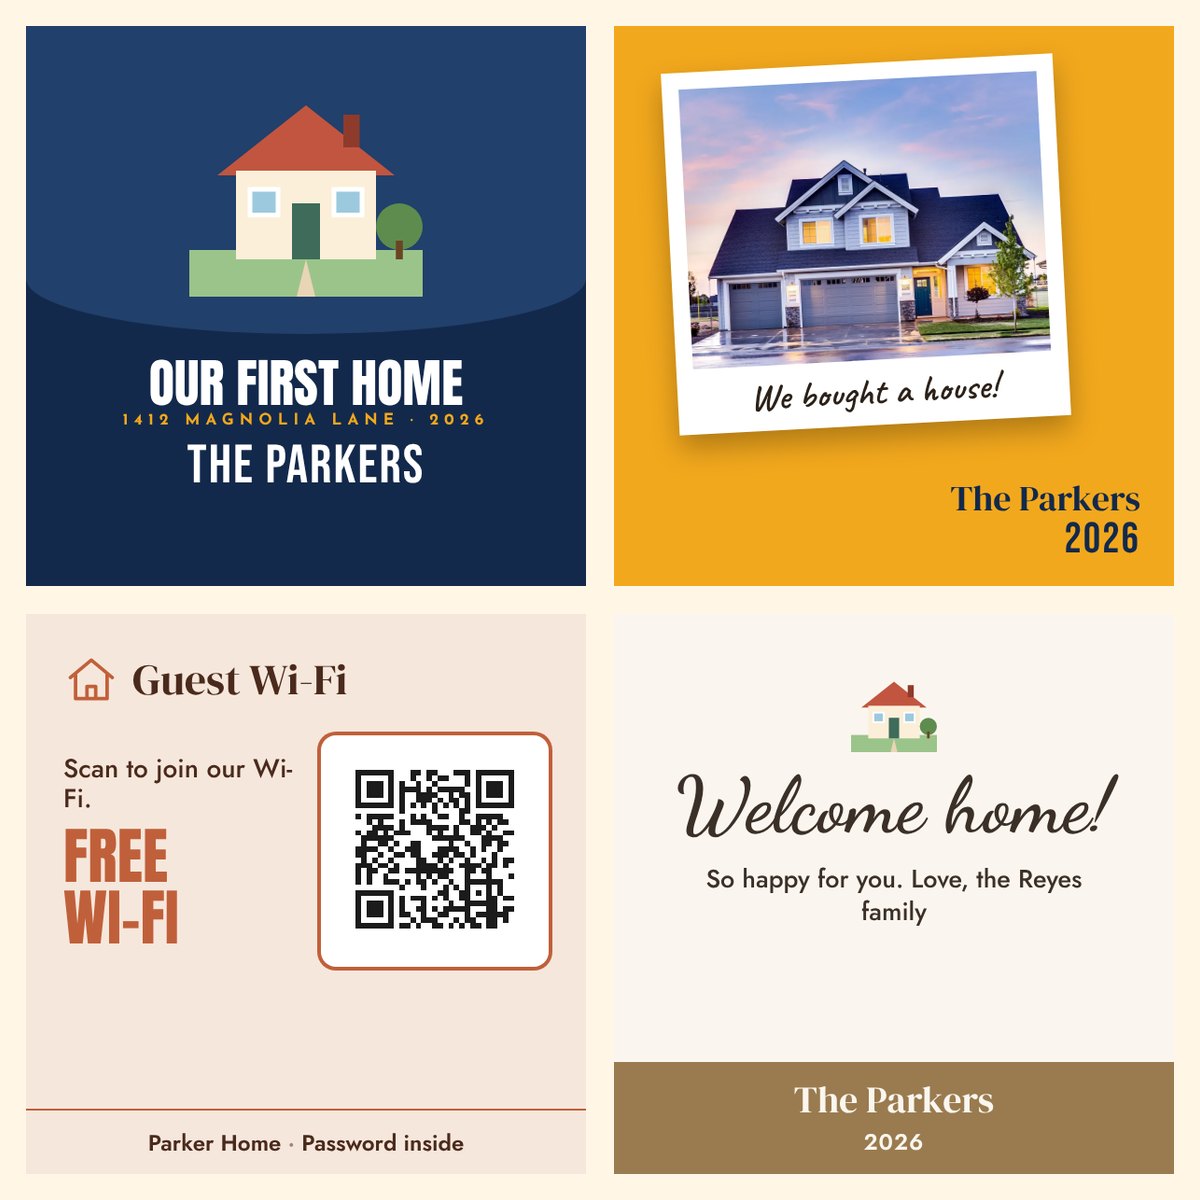 OUR FIRST HOME
1412 MAGNOLIA LANE · 2026
THE PARKERS
We bought a house!
The Parkers
2026
Guest Wi-Fi
Scan to join our Wi-
Fi.
FREE
WI-FI
Parker Home · Password inside
Welcome home!
So happy for you. Love, the Reyes
family
The Parkers
2026